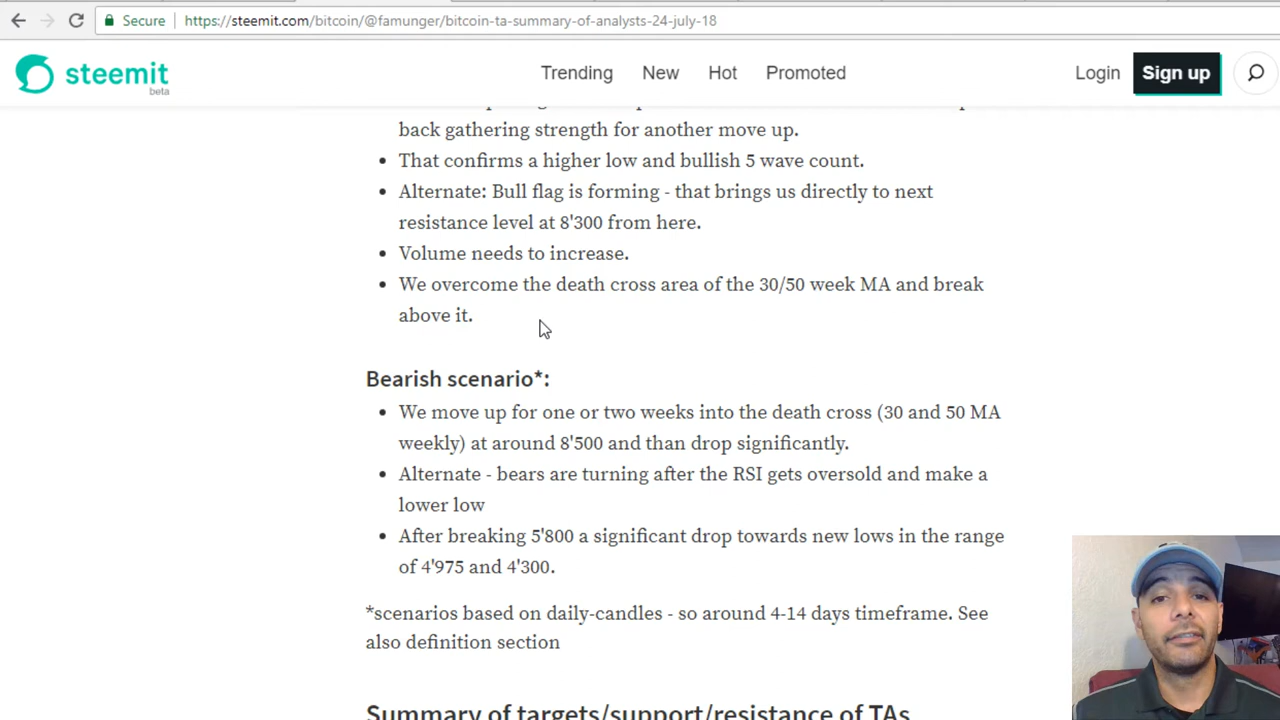 Secure https://steemit.com/bitcoin/@famunger/bitcoin-ta-summary-of-analysts-24-july-18
steemit
beta
Trending New Hot Promoted
Login Sign up
back gathering strength for another move up.
• That confirms a higher low and bullish 5 wave count.
• Alternate: Bull flag is forming - that brings us directly to next
resistance level at 8'300 from here.
• Volume needs to increase.
• We overcome the death cross area of the 30/50 week MA and break
above it.
Bearish scenario*:
• We move up for one or two weeks into the death cross (30 and 50 MA
weekly) at around 8'500 and than drop significantly.
• Alternate - bears are turning after the RSI gets oversold and make a
lower low
• After breaking 5'800 a significant drop towards new lows in the range
of 4'975 and 4'300.
*scenarios based on daily-candles - so around 4-14 days timeframe. See
also definition section
Summary of targets/support/resistance of TAs